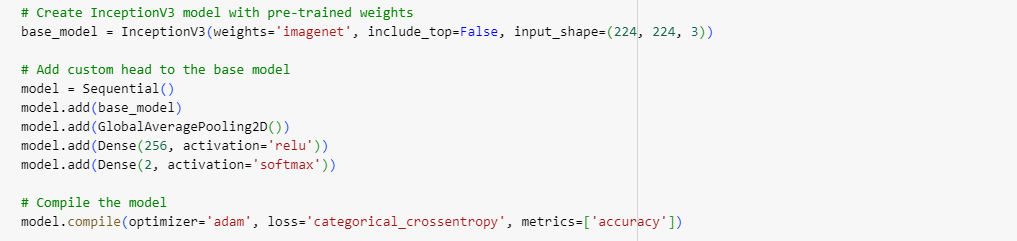 # Create InceptionV3 model with pre-trained weights
base_model = InceptionV3(weights='imagenet', include_top=False, input_shape=(224, 224, 3))
# Add custom head to the base model
model = Sequential()
model.add(base_model)
model.add(GlobalAveragePooling2D())
model.add(Dense(256, activation='relu'))
model.add(Dense(2, activation='softmax'))
# Compile the model
model.compile(optimizer='adam', loss='categorical_crossentropy', metrics=['accuracy'])